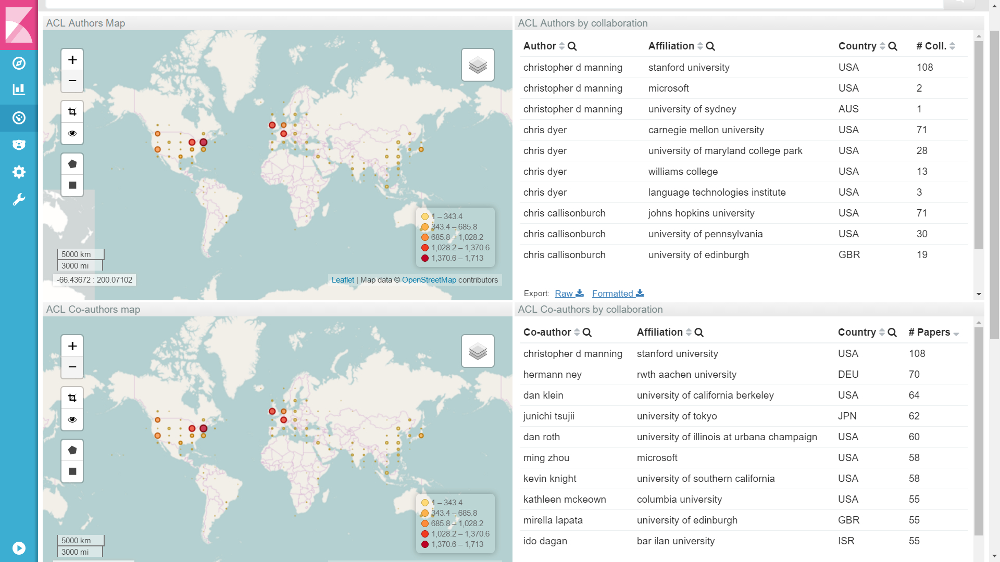 ACL Authors Map
+
−
1 – 343.4
343.4 – 685.8
685.8 – 1,028.2
1,028.2 – 1,370.6
1,370.6 – 1,713
5000 km
3000 mi
-66.43672 : 200.07102
Leaflet | Map data © OpenStreetMap contributors
ACL Authors by collaboration
Author Affiliation Country # Coll.
christopher d manning stanford university USA 108
christopher d manning microsoft USA 2
christopher d manning university of sydney AUS 1
chris dyer carnegie mellon university USA 71
chris dyer university of maryland college park USA 28
chris dyer williams college USA 13
chris dyer language technologies institute USA 3
chris callisonburch johns hopkins university USA 71
chris callisonburch university of pennsylvania USA 30
chris callisonburch university of edinburgh GBR 19
Export: Raw Formatted
ACL Co-authors map
+
−
1 – 343.4
343.4 – 685.8
685.8 – 1,028.2
1,028.2 – 1,370.6
1,370.6 – 1,713
5000 km
3000 mi
ACL Co-authors by collaboration
Co-author Affiliation Country # Papers
christopher d manning stanford university USA 108
hermann ney rwth aachen university DEU 70
dan klein university of california berkeley USA 64
junichi tsujii university of tokyo JPN 62
dan roth university of illinois at urbana champaign USA 60
ming zhou microsoft USA 58
kevin knight university of southern california USA 58
kathleen mckeown columbia university USA 55
mirella lapata university of edinburgh GBR 55
ido dagan bar ilan university ISR 55